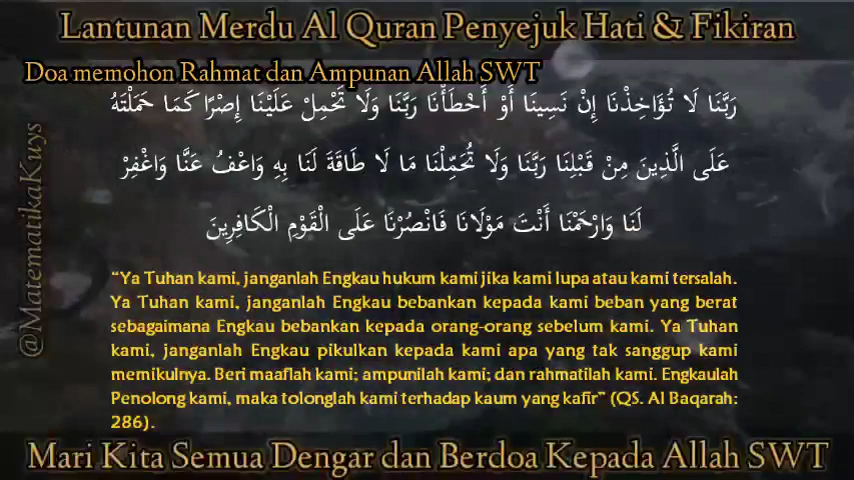 Lantunan Merdu Al Quran Penyejuk Hati & Fikiran
Doa memohon Rahmat dan Ampunan Allah SWT
رَبَّنَا لَا تُؤَاخِذْنَا إِنْ نَسِينَا أَوْ أَخْطَأْنَا رَبَّنَا وَلَا تَحْمِلْ عَلَيْنَا إِصْرًا كَمَا حَمَلْتَهُ
عَلَى الَّذِينَ مِنْ قَبْلِنَا رَبَّنَا وَلَا تُحَمِّلْنَا مَا لَا طَاقَةَ لَنَا بِهِ وَاعْفُ عَنَّا وَاغْفِرْ
لَنَا وَارْحَمْنَا أَنْتَ مَوْلَانَا فَانْصُرْنَا عَلَى الْقَوْمِ الْكَافِرِينَ
@MatematikaKuys
“Ya Tuhan kami, janganlah Engkau hukum kami jika kami lupa atau kami tersalah.
Ya Tuhan kami, janganlah Engkau bebankan kepada kami beban yang berat
sebagaimana Engkau bebankan kepada orang-orang sebelum kami. Ya Tuhan
kami, janganlah Engkau pikulkan kepada kami apa yang tak sanggup kami
memikulnya. Beri maaflah kami; ampunilah kami; dan rahmatilah kami. Engkaulah
Penolong kami, maka tolonglah kami terhadap kaum yang kafir” (QS. Al Baqarah:
286).
Mari Kita Semua Dengar dan Berdoa Kepada Allah SWT